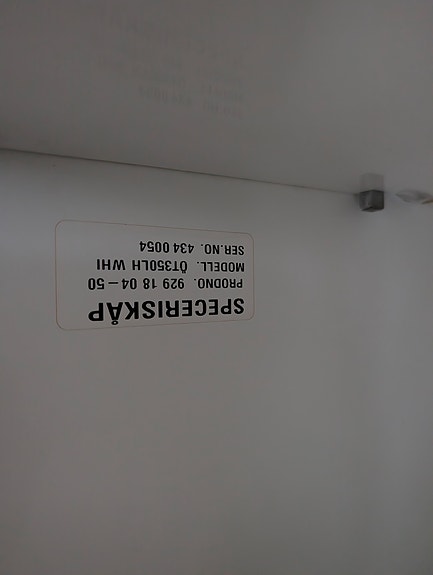 SPECERISKÅP
PRODNO. 929 18 04-50
MODELL. ÖT350LH WHI
SER.NO. 434 0054